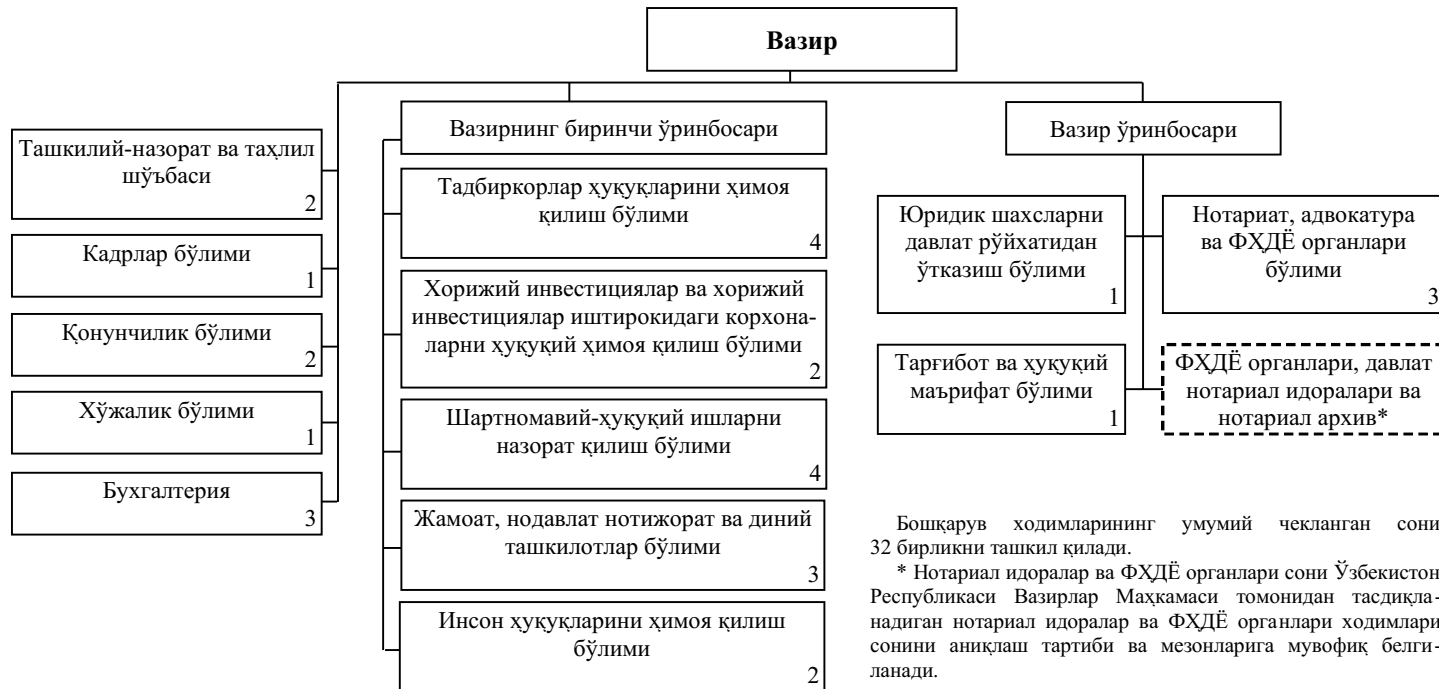 Вазир
Ташкилий-назорат ва таҳлил
шўъбаси
2
Кадрлар бўлими
1
Қонунчилик бўлими
2
Хўжалик бўлими
1
Бухгалтерия
3
Вазирнинг биринчи ўринбосари
Тадбиркорлар ҳуқуқларини ҳимоя
қилиш бўлими
4
Хорижий инвестициялар ва хорижий
инвестициялар иштирокидаги корхона-
ларни ҳуқуқий ҳимоя қилиш бўлими
2
Шартномавий-ҳуқуқий ишларни
назорат қилиш бўлими
4
Жамоат, нодавлат нотижорат ва диний
ташкилотлар бўлими
3
Инсон ҳуқуқларини ҳимоя қилиш
бўлими
2
Вазир ўринбосари
Юридик шахсларни
давлат рўйхатидан
ўтказиш бўлими
1
Нотариат, адвокатура
ва ФҲДЁ органлари
бўлими
3
Тарғибот ва ҳуқуқий
маърифат бўлими
1
ФҲДЁ органлари, давлат
нотариал идоралари ва
нотариал архив*
Бошқарув ходимларининг умумий чекланган сони
32 бирликни ташкил қилади.
* Нотариал идоралар ва ФҲДЁ органлари сони Ўзбекистон
Республикаси Вазирлар Маҳкамаси томонидан тасдиқла-
надиган нотариал идоралар ва ФҲДЁ органлари ходимлари
сонини аниқлаш тартиби ва мезонларига мувофиқ белги-
ланади.